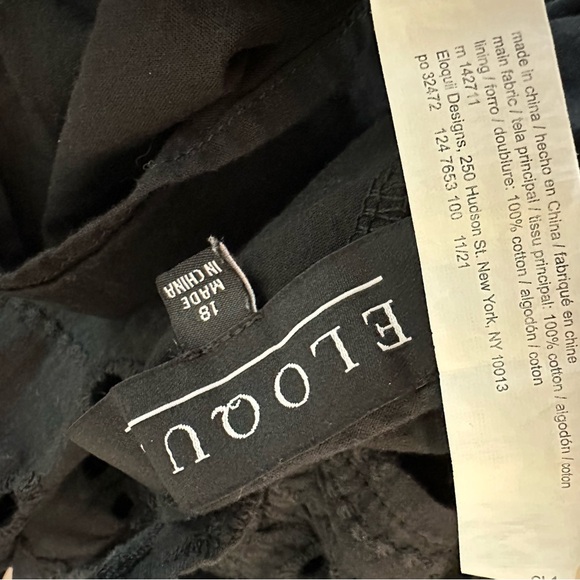 made in china / hecho en China / fabriqué en chine
main fabric / tela principal / tissu principal: 100% cotton / algodón / coton
lining / forro / doublure: 100% cotton / algodón / coton
m 142711
Eloquii Designs, 250 Hudson St. New York, NY 10013
po 32472 124 7653 100 11/21
18
MADE
IN CHINA
ELOQU